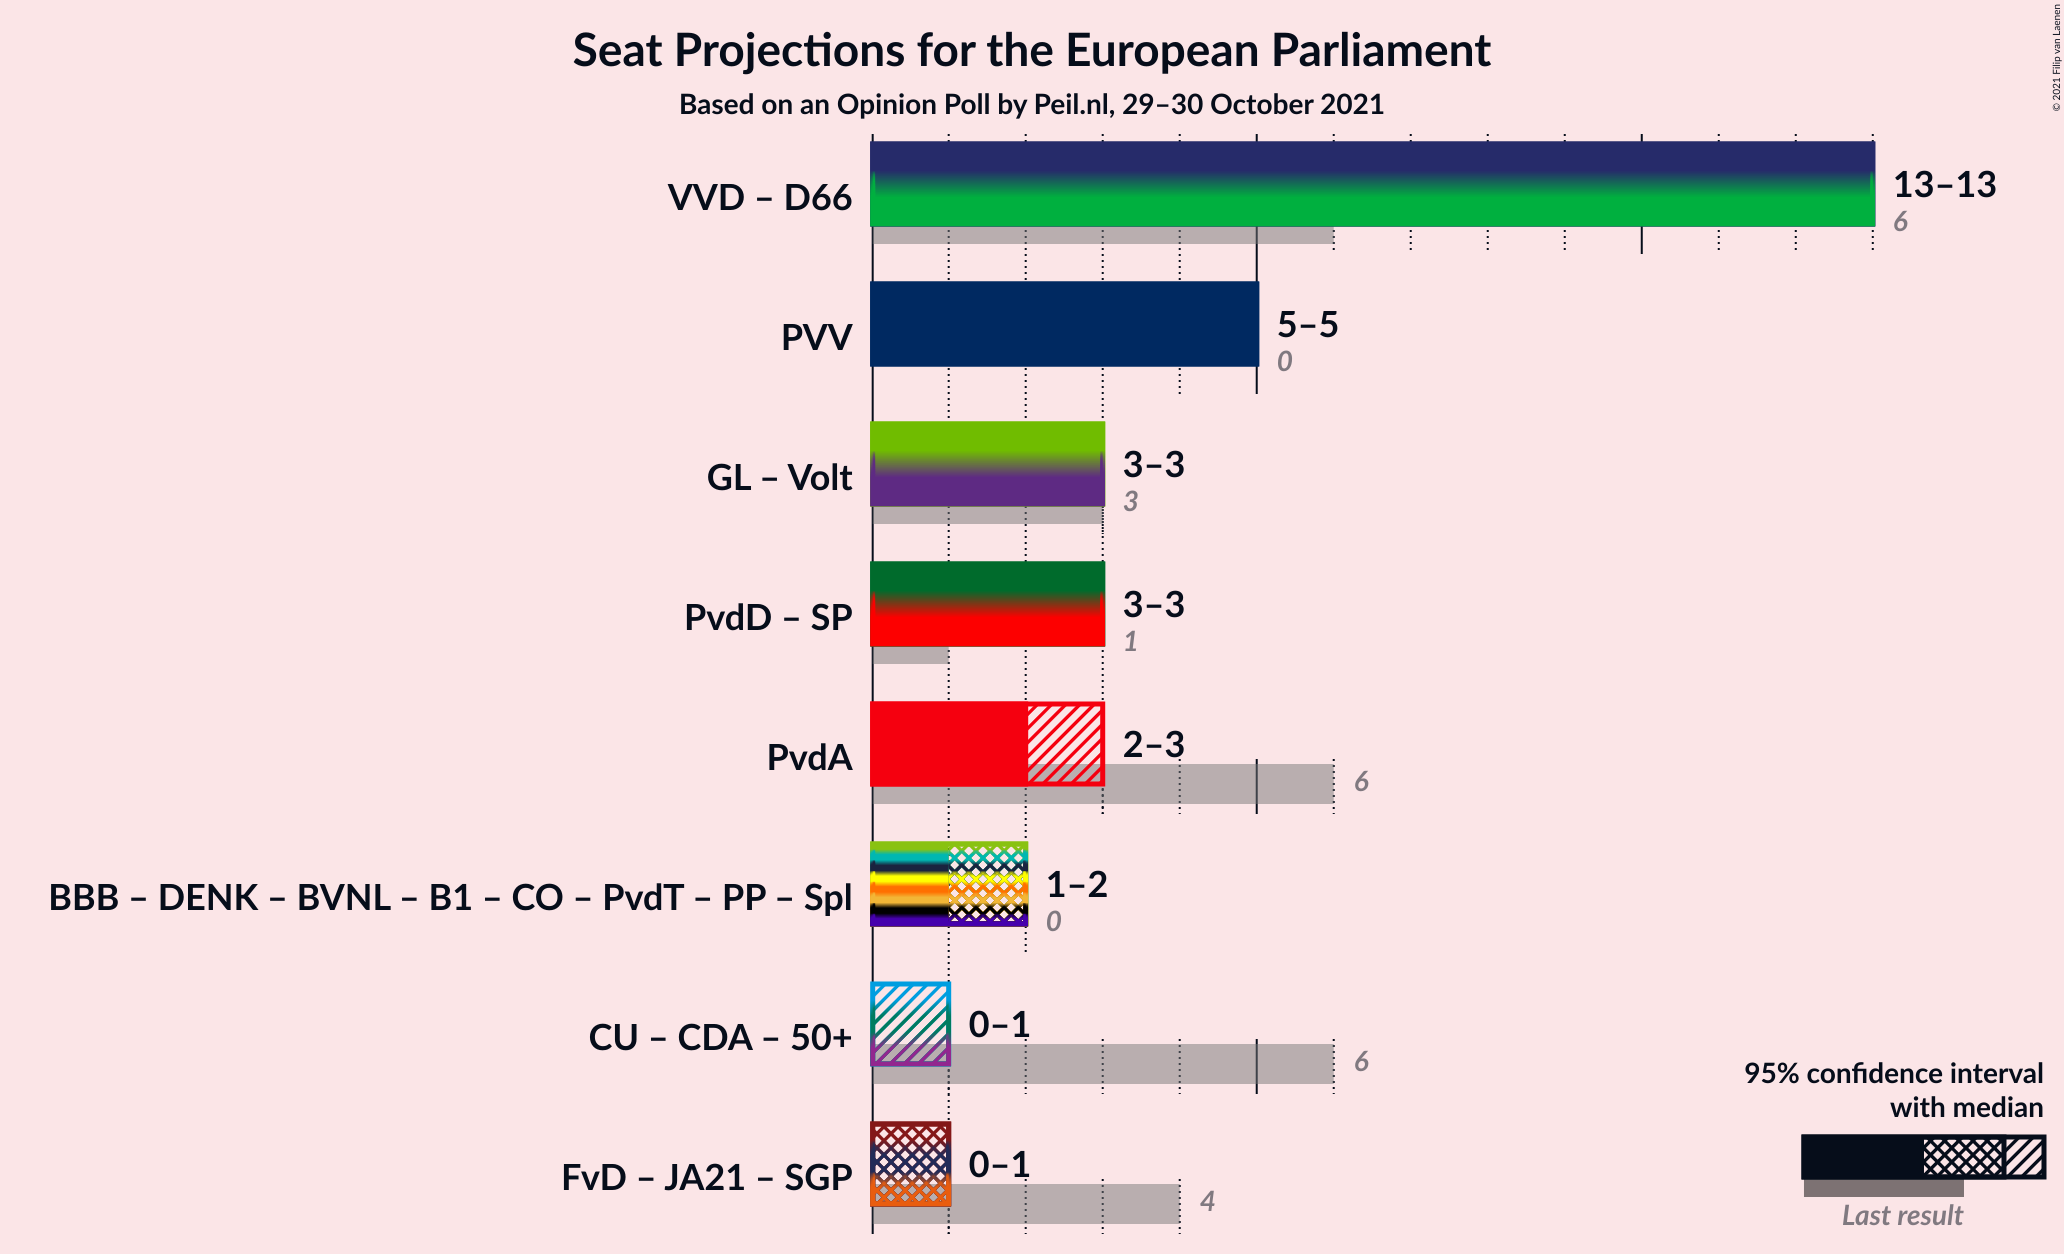 Seat Projections for the European Parliament
Based on an Opinion Poll by Peil.nl, 29–30 October 2021
© 2021 Filip van Laenen
VVD – D66
13–13
6
PVV
5–5
0
GL – Volt
3–3
3
PvdD – SP
3–3
1
PvdA
2–3
6
BBB – DENK – BVNL – B1 – CO – PvdT – PP – Spl
1–2
0
CU – CDA – 50+
0–1
6
FvD – JA21 – SGP
0–1
4
95% confidence interval
with median
Last result